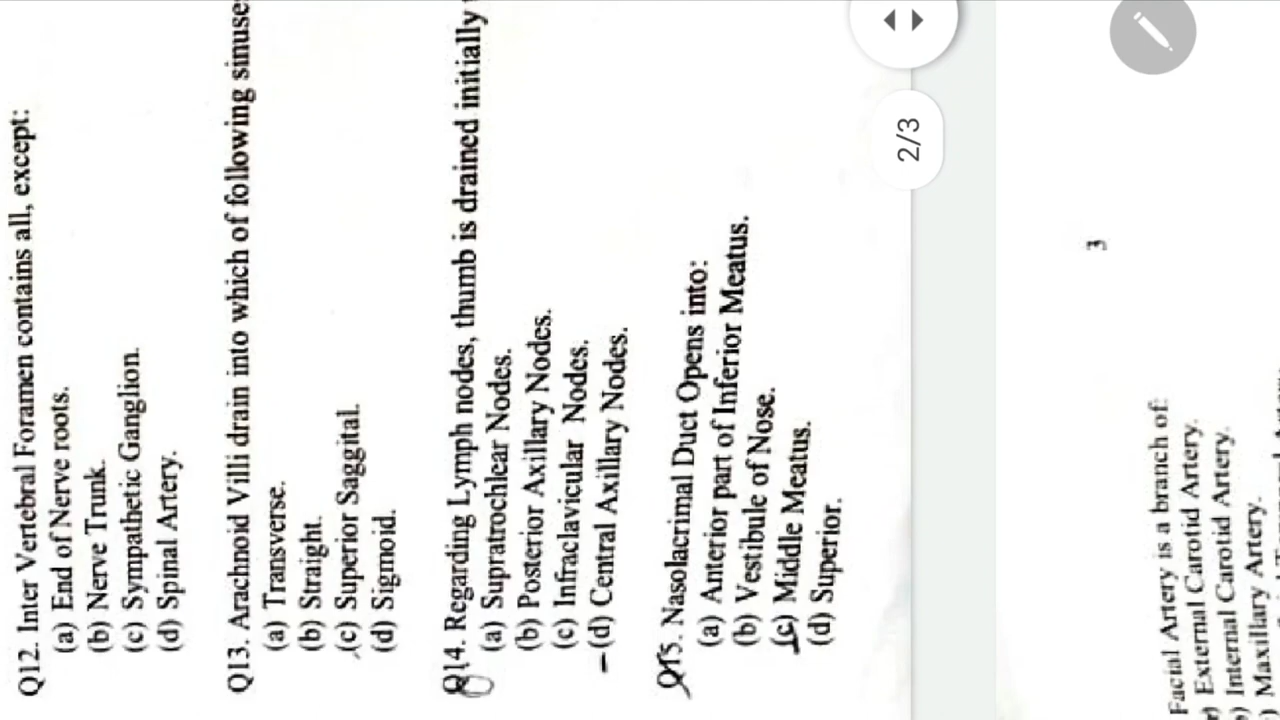 Q12. Inter Vertebral Foramen contains all, except:
(a) End of Nerve roots.
(b) Nerve Trunk.
(c) Sympathetic Ganglion.
(d) Spinal Artery.
Q13. Arachnoid Villi drain into which of following sinuse
(a) Transverse.
(b) Straight.
(c) Superior Saggital.
(d) Sigmoid.
Q14. Regarding Lymph nodes, thumb is drained initially
(a) Supratrochlear Nodes.
(b) Posterior Axillary Nodes.
(c) Infraclavicular Nodes.
(d) Central Axillary Nodes.
Q15. Nasolacrimal Duct Opens into:
(a) Anterior part of Inferior Meatus.
(b) Vestibule of Nose.
(c) Middle Meatus.
(d) Superior.
2/3
3
Facial Artery is a branch of:
) External Carotid Artery.
) Internal Carotid Artery.
) Maxillary Artery.